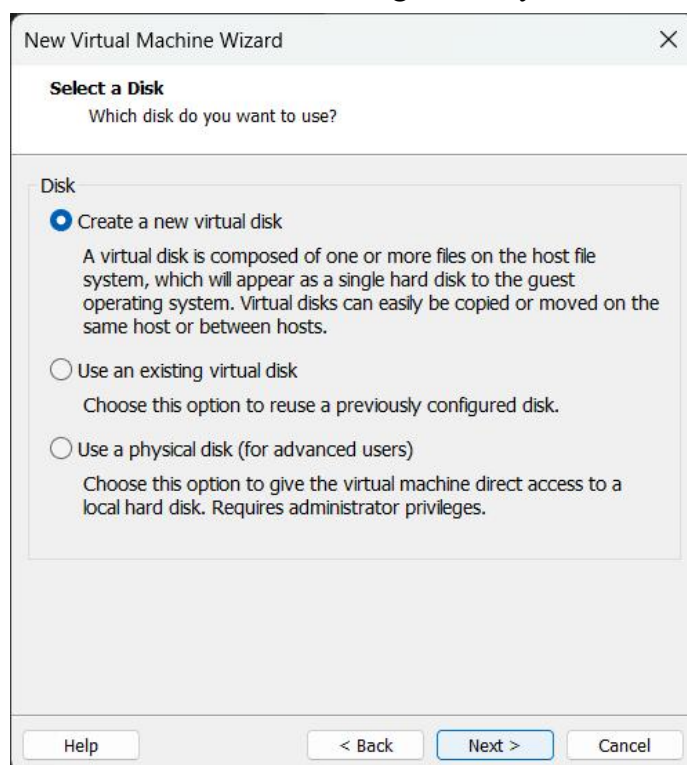 New Virtual Machine Wizard
Select a Disk
Which disk do you want to use?
Disk
Create a new virtual disk
A virtual disk is composed of one or more files on the host file
system, which will appear as a single hard disk to the guest
operating system. Virtual disks can easily be copied or moved on the
same host or between hosts.
Use an existing virtual disk
Choose this option to reuse a previously configured disk.
Use a physical disk (for advanced users)
Choose this option to give the virtual machine direct access to a
local hard disk. Requires administrator privileges.
Help < Back Next > Cancel